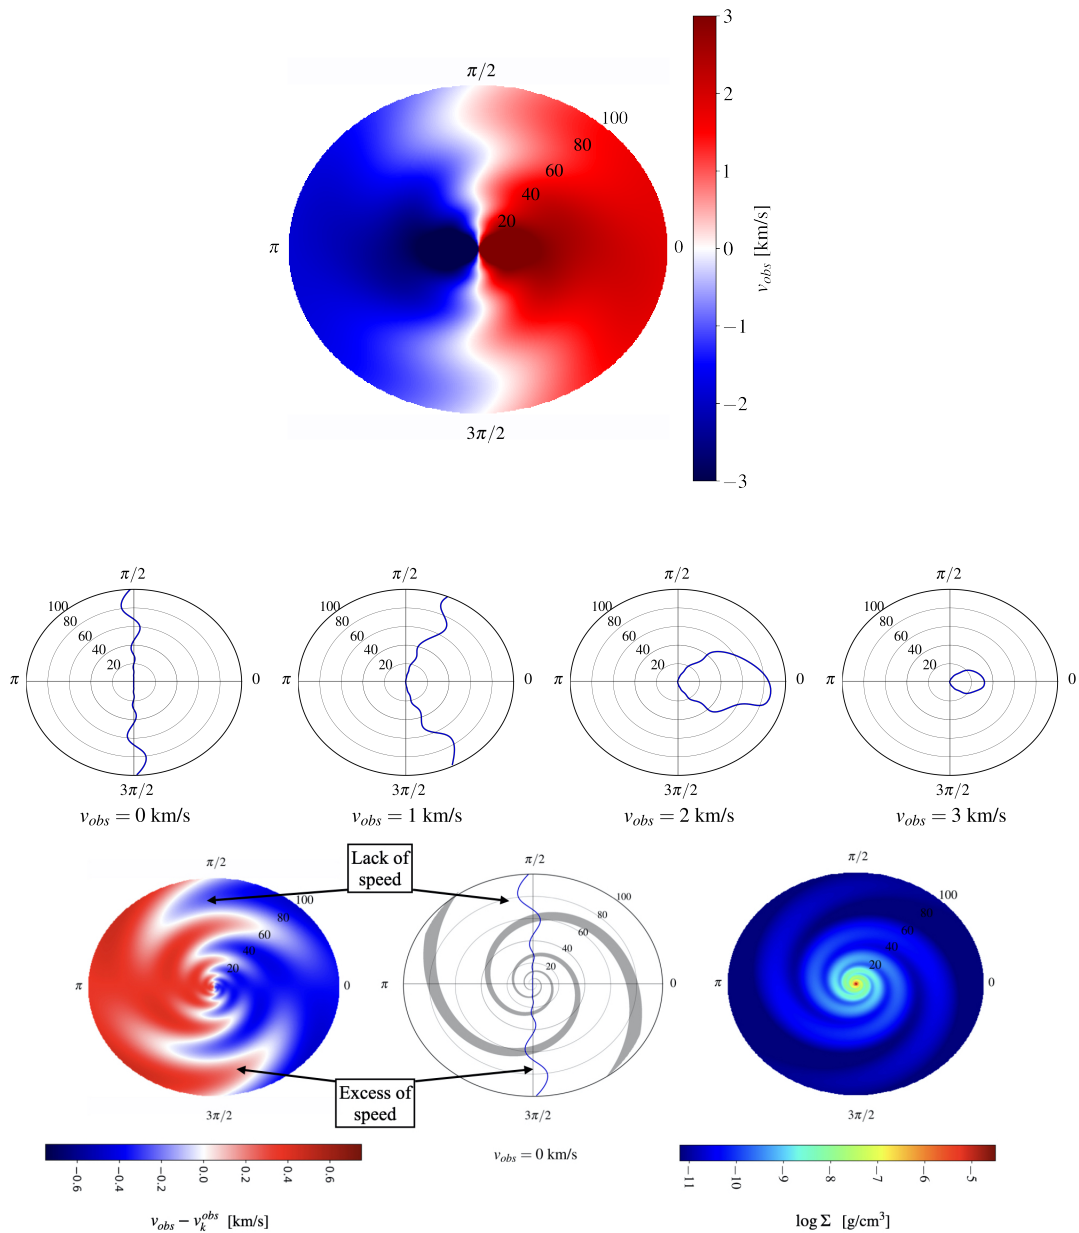 π/2
100
80
60
40
20
π
0
3π/2
3
2
1
0
−1
−2
−3
v_obs [km/s]
π/2
100
80
60
40
20
π
0
3π/2
v_obs = 0 km/s
π/2
100
80
60
40
20
π
0
3π/2
v_obs = 1 km/s
π/2
100
80
60
40
20
π
0
3π/2
v_obs = 2 km/s
π/2
100
80
60
40
20
π
0
3π/2
v_obs = 3 km/s
Lack of
speed
Excess of
speed
π/2
100
80
60
40
20
π
0
3π/2
−0.6
−0.4
−0.2
0.0
0.2
0.4
0.6
v_obs − v_k^obs [km/s]
π/2
100
80
60
40
20
π
0
3π/2
v_obs = 0 km/s
π/2
100
80
60
40
20
π
0
3π/2
−11
−10
−9
−8
−7
−6
−5
log Σ [g/cm³]